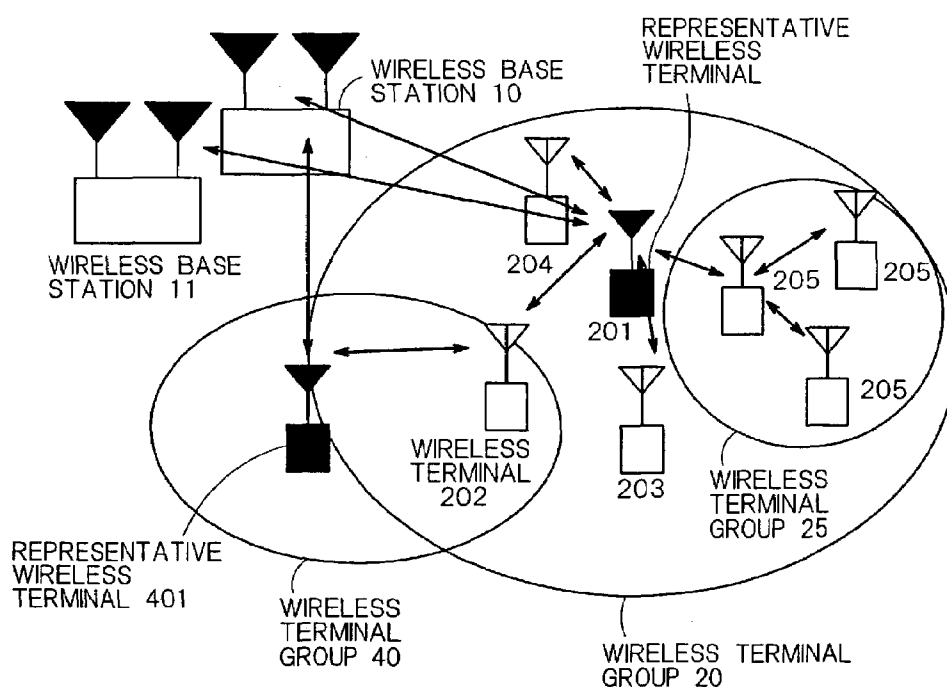 REPRESENTATIVE
WIRELESS
TERMINAL
WIRELESS BASE
STATION 10
WIRELESS BASE
STATION 11
204
201
205
205
205
203
WIRELESS
TERMINAL
202
WIRELESS
TERMINAL
GROUP 25
REPRESENTATIVE
WIRELESS
TERMINAL 401
WIRELESS
TERMINAL
GROUP 40
WIRELESS TERMINAL
GROUP 20